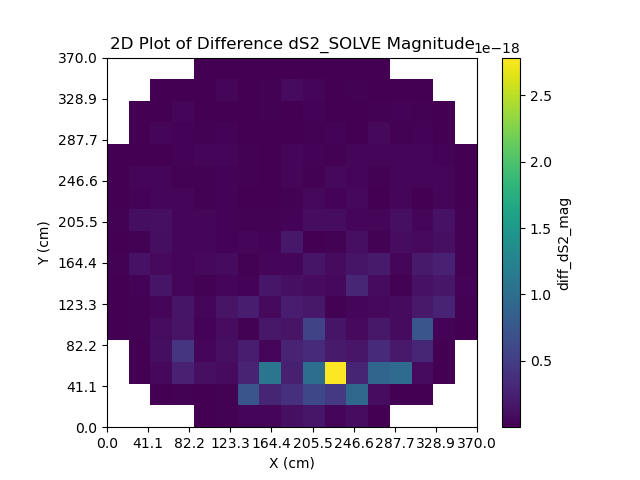 2D Plot of Difference dS2_SOLVE Magnitude
1e−18
370.0
328.9
287.7
246.6
205.5
164.4
123.3
82.2
41.1
0.0
Y (cm)
0.0 41.1 82.2 123.3 164.4 205.5 246.6 287.7 328.9 370.0
X (cm)
2.5
2.0
1.5
1.0
0.5
diff_dS2_mag